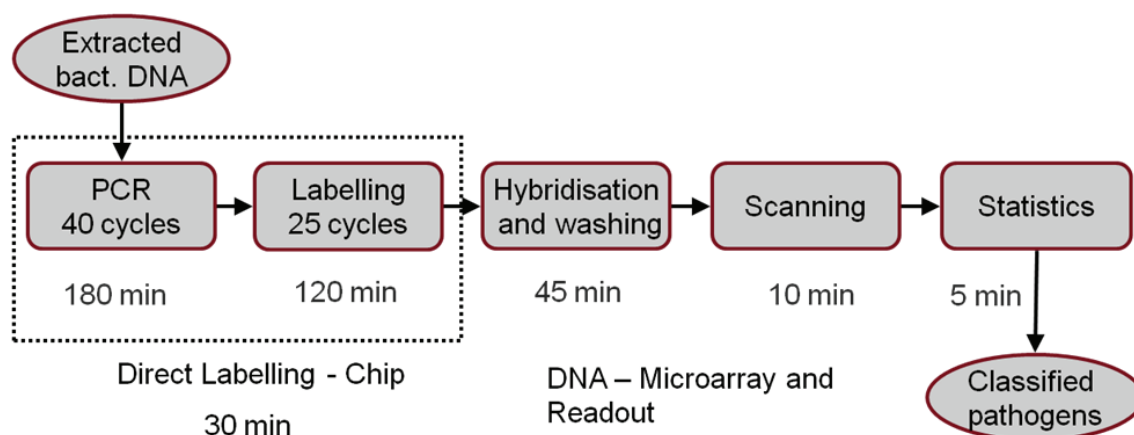 Extracted
bact. DNA
PCR
40 cycles
Labelling
25 cycles
Hybridisation
and washing
Scanning
Statistics
180 min
120 min
45 min
10 min
5 min
Direct Labelling - Chip
30 min
DNA – Microarray and
Readout
Classified
pathogens